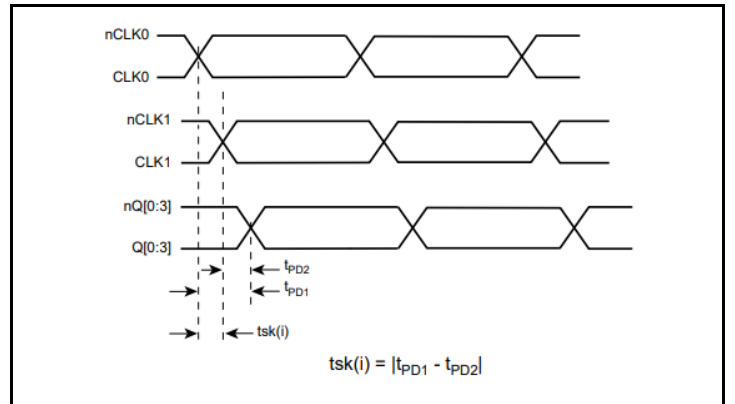 nCLK0
CLK0
nCLK1
CLK1
nQ[0:3]
Q[0:3]
tPD2
tPD1
tsk(i)
tsk(i) = |tPD1 - tPD2|